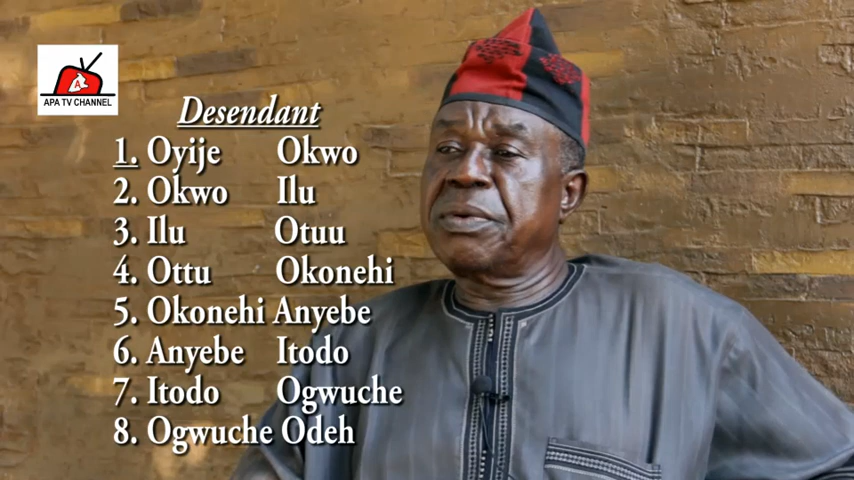 APA TV CHANNEL
Desendant
1. Oyije Okwo
2. Okwo Ilu
3. Ilu Otuu
4. Ottu Okonehi
5. Okonehi Anyebe
6. Anyebe Itodo
7. Itodo Ogwuche
8. Ogwuche Odeh